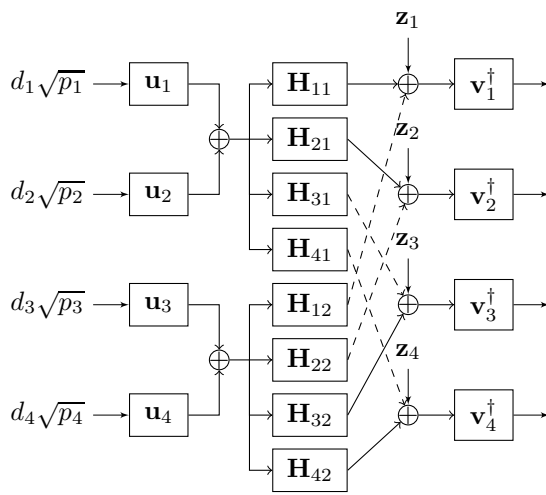 z₁
d₁√p₁ u₁ H₁₁ v₁†
H₂₁ z₂
d₂√p₂ u₂ v₂†
H₃₁
H₄₁ z₃
d₃√p₃ u₃ H₁₂ v₃†
H₂₂ z₄
d₄√p₄ u₄ H₃₂ v₄†
H₄₂